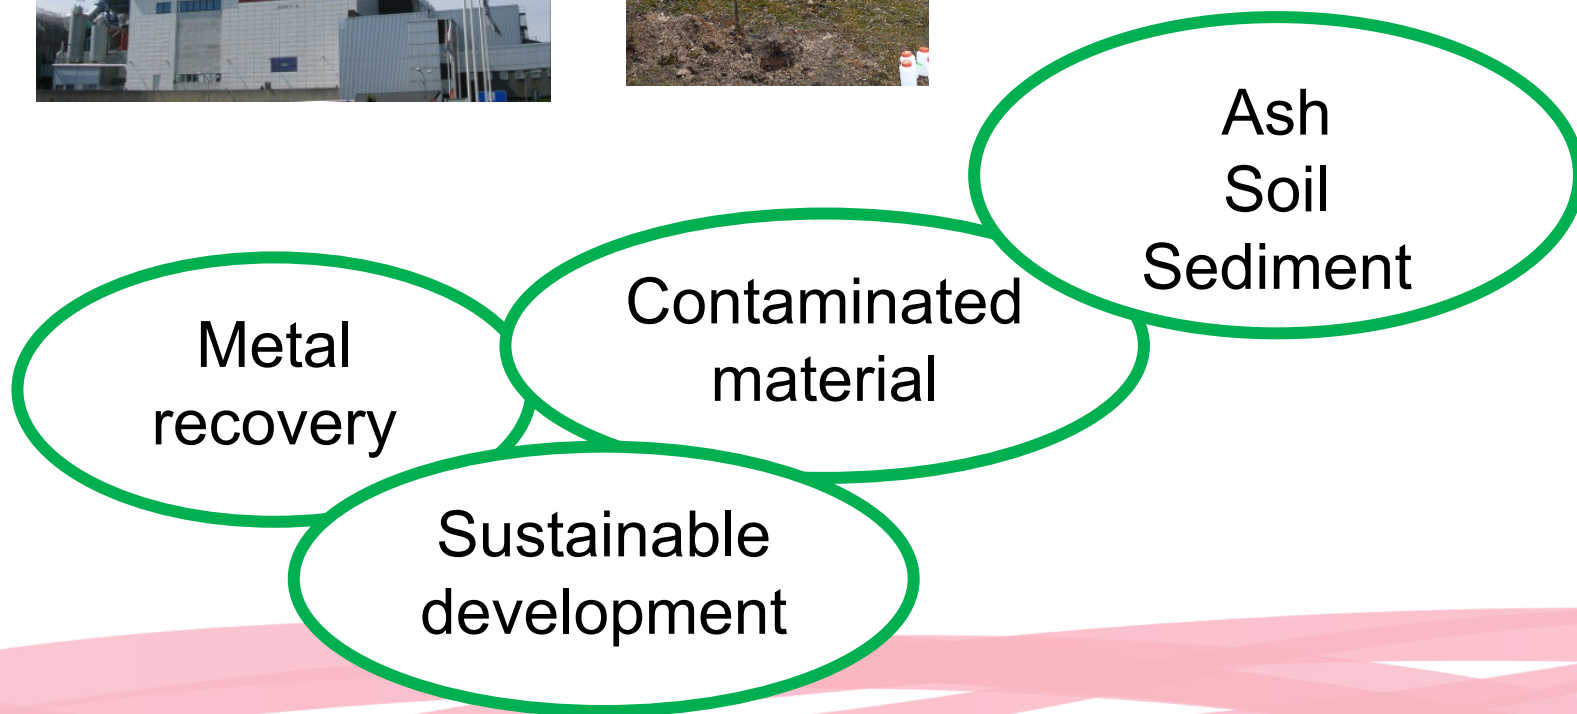 Ash
Soil
Sediment
Contaminated
material
Metal
recovery
Sustainable
development